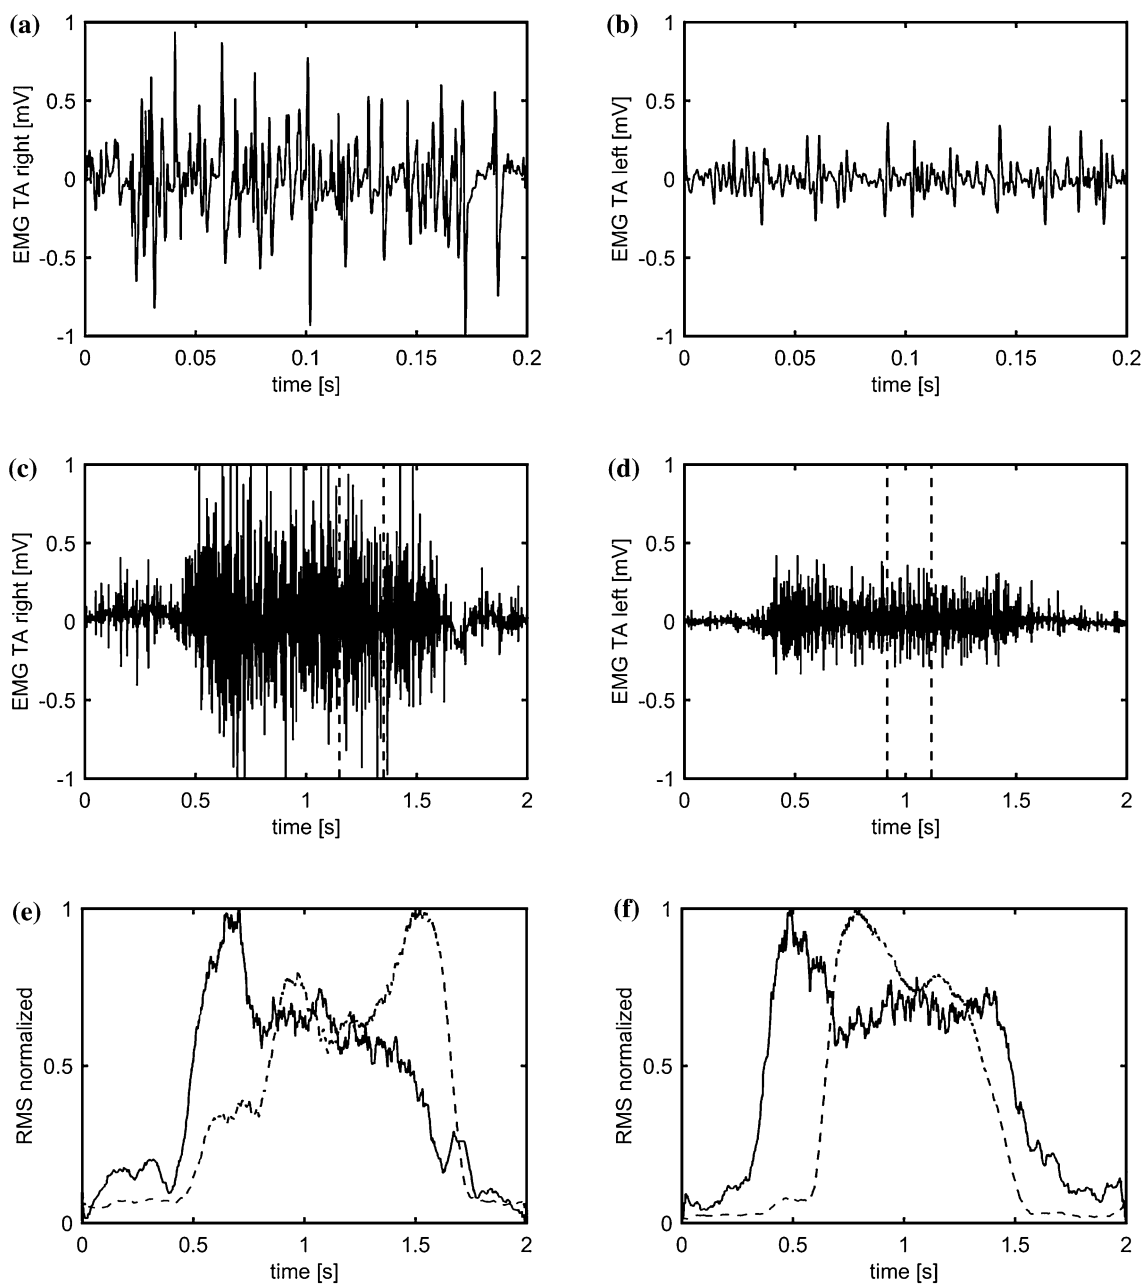 (a)
EMG TA right [mV]
1
0.5
0
-0.5
-1
0 0.05 0.1 0.15 0.2
time [s]
(b)
EMG TA left [mV]
1
0.5
0
-0.5
-1
0 0.05 0.1 0.15 0.2
time [s]
(c)
EMG TA right [mV]
1
0.5
0
-0.5
-1
0 0.5 1 1.5 2
time [s]
(d)
EMG TA left [mV]
1
0.5
0
-0.5
-1
0 0.5 1 1.5 2
time [s]
(e)
RMS normalized
1
0.5
0
0 0.5 1 1.5 2
time [s]
(f)
RMS normalized
1
0.5
0
0 0.5 1 1.5 2
time [s]